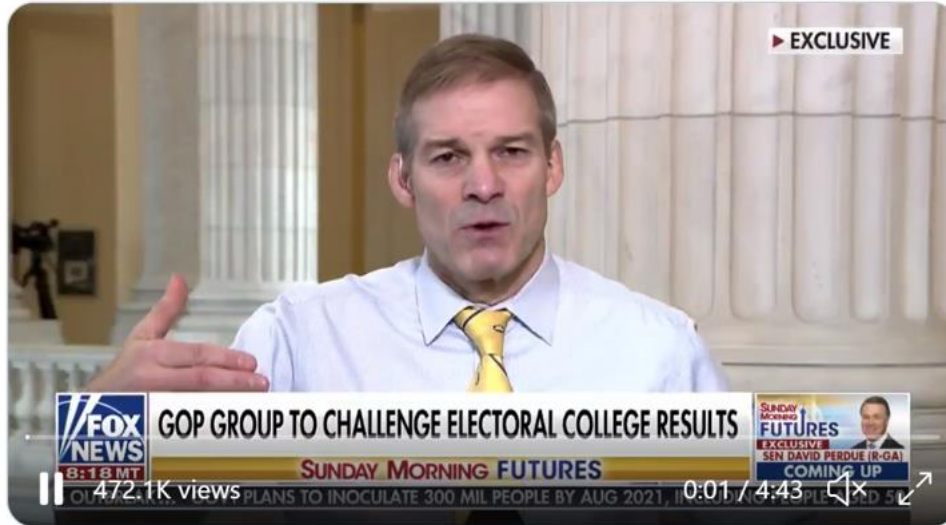 EXCLUSIVE
FOX
NEWS
8:18 MT
GOP GROUP TO CHALLENGE ELECTORAL COLLEGE RESULTS
SUNDAY MORNING FUTURES
SUNDAY
MORNING
FUTURES
EXCLUSIVE
SEN DAVID PERDUE (R-GA)
COMING UP
472.1K views
0:01 / 4:43
PLANS TO INOCULATE 300 MIL PEOPLE BY AUG 2021, INCLUDING PEOPLE